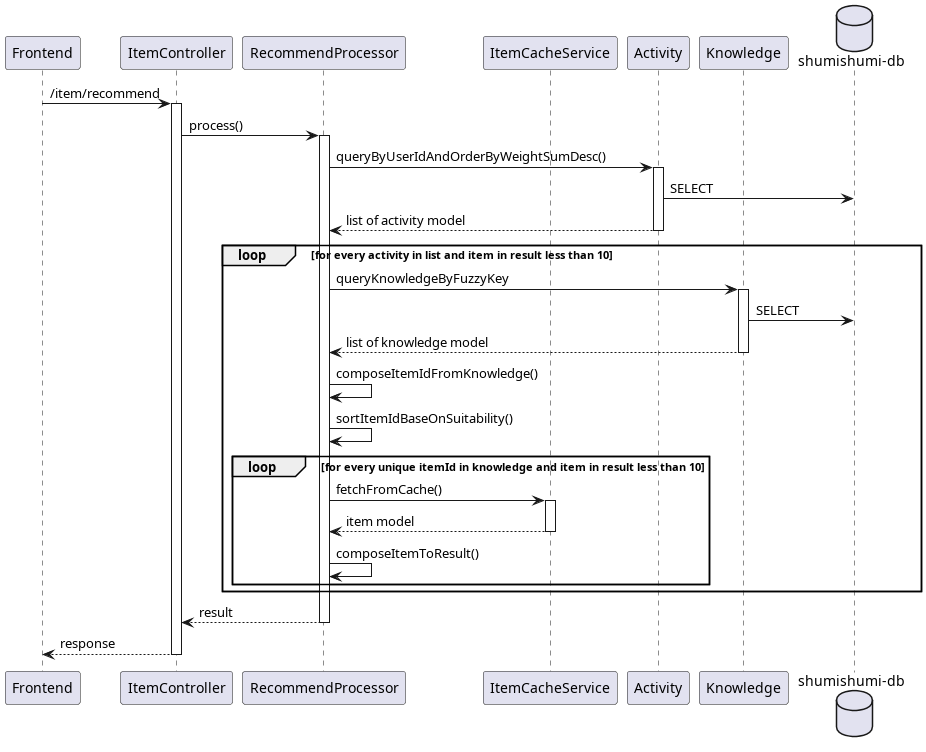 shumishumi-db
Frontend
ItemController
RecommendProcessor
ItemCacheService
Activity
Knowledge
/item/recommend
process()
queryByUserIdAndOrderByWeightSumDesc()
SELECT
list of activity model
loop
[for every activity in list and item in result less than 10]
queryKnowledgeByFuzzyKey
SELECT
list of knowledge model
composeItemIdFromKnowledge()
sortItemIdBaseOnSuitability()
loop
[for every unique itemId in knowledge and item in result less than 10]
fetchFromCache()
item model
composeItemToResult()
result
response
Frontend
ItemController
RecommendProcessor
ItemCacheService
Activity
Knowledge
shumishumi-db